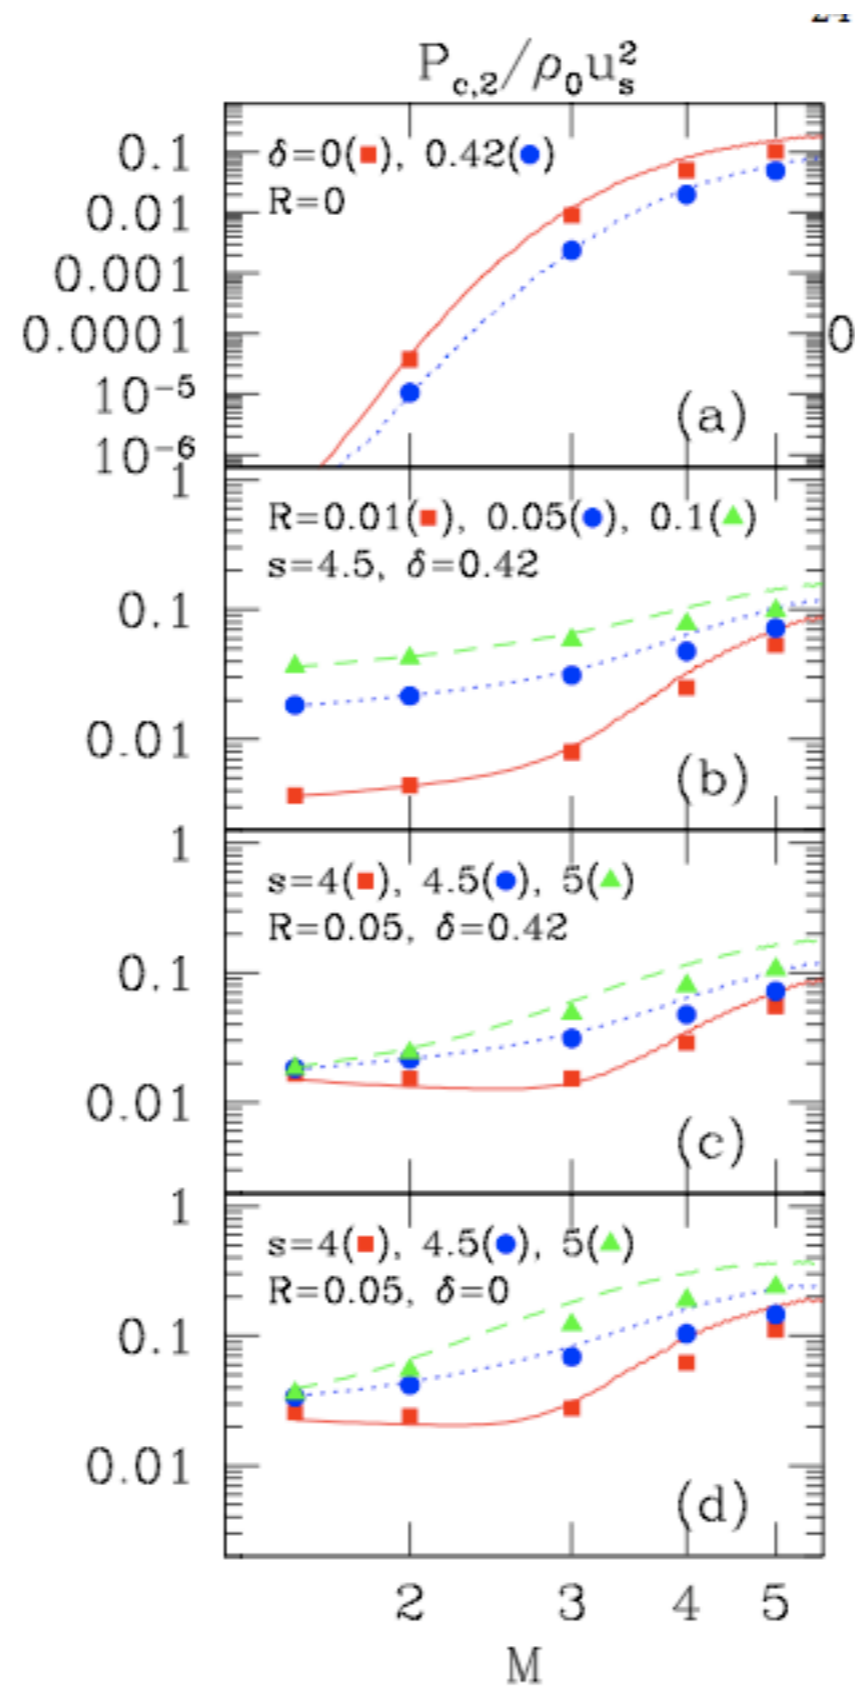 P_{c,2}/ρ₀u_s²
0.1
0.01
0.001
0.0001
10⁻⁵
10⁻⁶
δ=0(■), 0.42(●)
R=0
(a)
0
1
0.1
0.01
R=0.01(■), 0.05(●), 0.1(▲)
s=4.5, δ=0.42
(b)
1
0.1
0.01
s=4(■), 4.5(●), 5(▲)
R=0.05, δ=0.42
(c)
1
0.1
0.01
s=4(■), 4.5(●), 5(▲)
R=0.05, δ=0
(d)
2 3 4 5
M